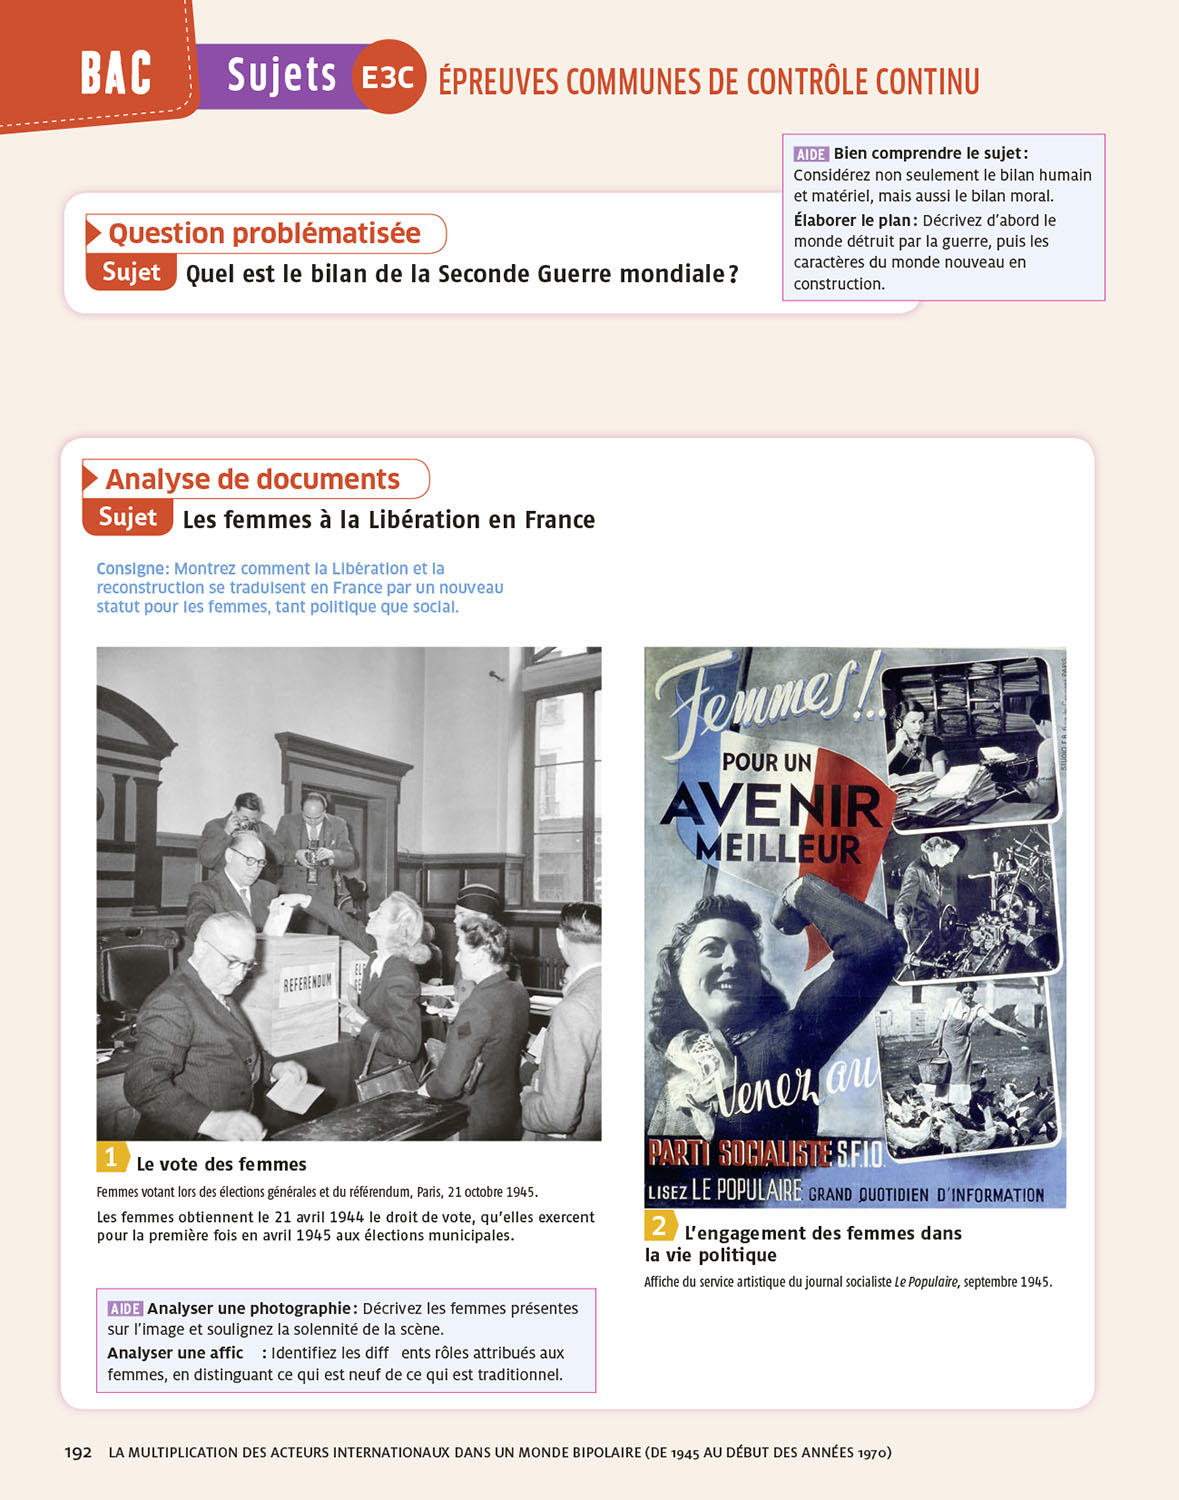 BAC
Sujets E3C ÉPREUVES COMMUNES DE CONTRÔLE CONTINU
AIDE Bien comprendre le sujet :
Considérez non seulement le bilan humain
et matériel, mais aussi le bilan moral.
Élaborer le plan : Décrivez d'abord le
monde détruit par la guerre, puis les
caractères du monde nouveau en
construction.
Question problématisée
Sujet Quel est le bilan de la Seconde Guerre mondiale ?
Analyse de documents
Sujet Les femmes à la Libération en France
Consigne : Montrez comment la Libération et la
reconstruction se traduisent en France par un nouveau
statut pour les femmes, tant politique que social.
REFERENDUM
1 Le vote des femmes
Femmes votant lors des élections générales et du référendum, Paris, 21 octobre 1945.
Les femmes obtiennent le 21 avril 1944 le droit de vote, qu'elles exercent
pour la première fois en avril 1945 aux élections municipales.
AIDE Analyser une photographie : Décrivez les femmes présentes
sur l'image et soulignez la solennité de la scène.
Analyser une affic : Identifiez les diff ents rôles attribués aux
femmes, en distinguant ce qui est neuf de ce qui est traditionnel.
Femmes!..
POUR UN
AVENIR
MEILLEUR
Venez au
PARTI SOCIALISTE S.F.I.O.
LISEZ LE POPULAIRE GRAND QUOTIDIEN D'INFORMATION
2 L'engagement des femmes dans
la vie politique
Affiche du service artistique du journal socialiste Le Populaire, septembre 1945.
192 LA MULTIPLICATION DES ACTEURS INTERNATIONAUX DANS UN MONDE BIPOLAIRE (DE 1945 AU DÉBUT DES ANNÉES 1970)